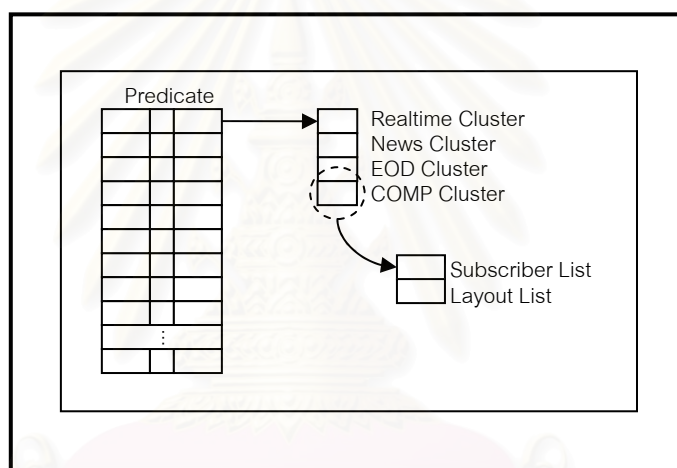 Predicate
Realtime Cluster
News Cluster
EOD Cluster
COMP Cluster
Subscriber List
Layout List
⋮